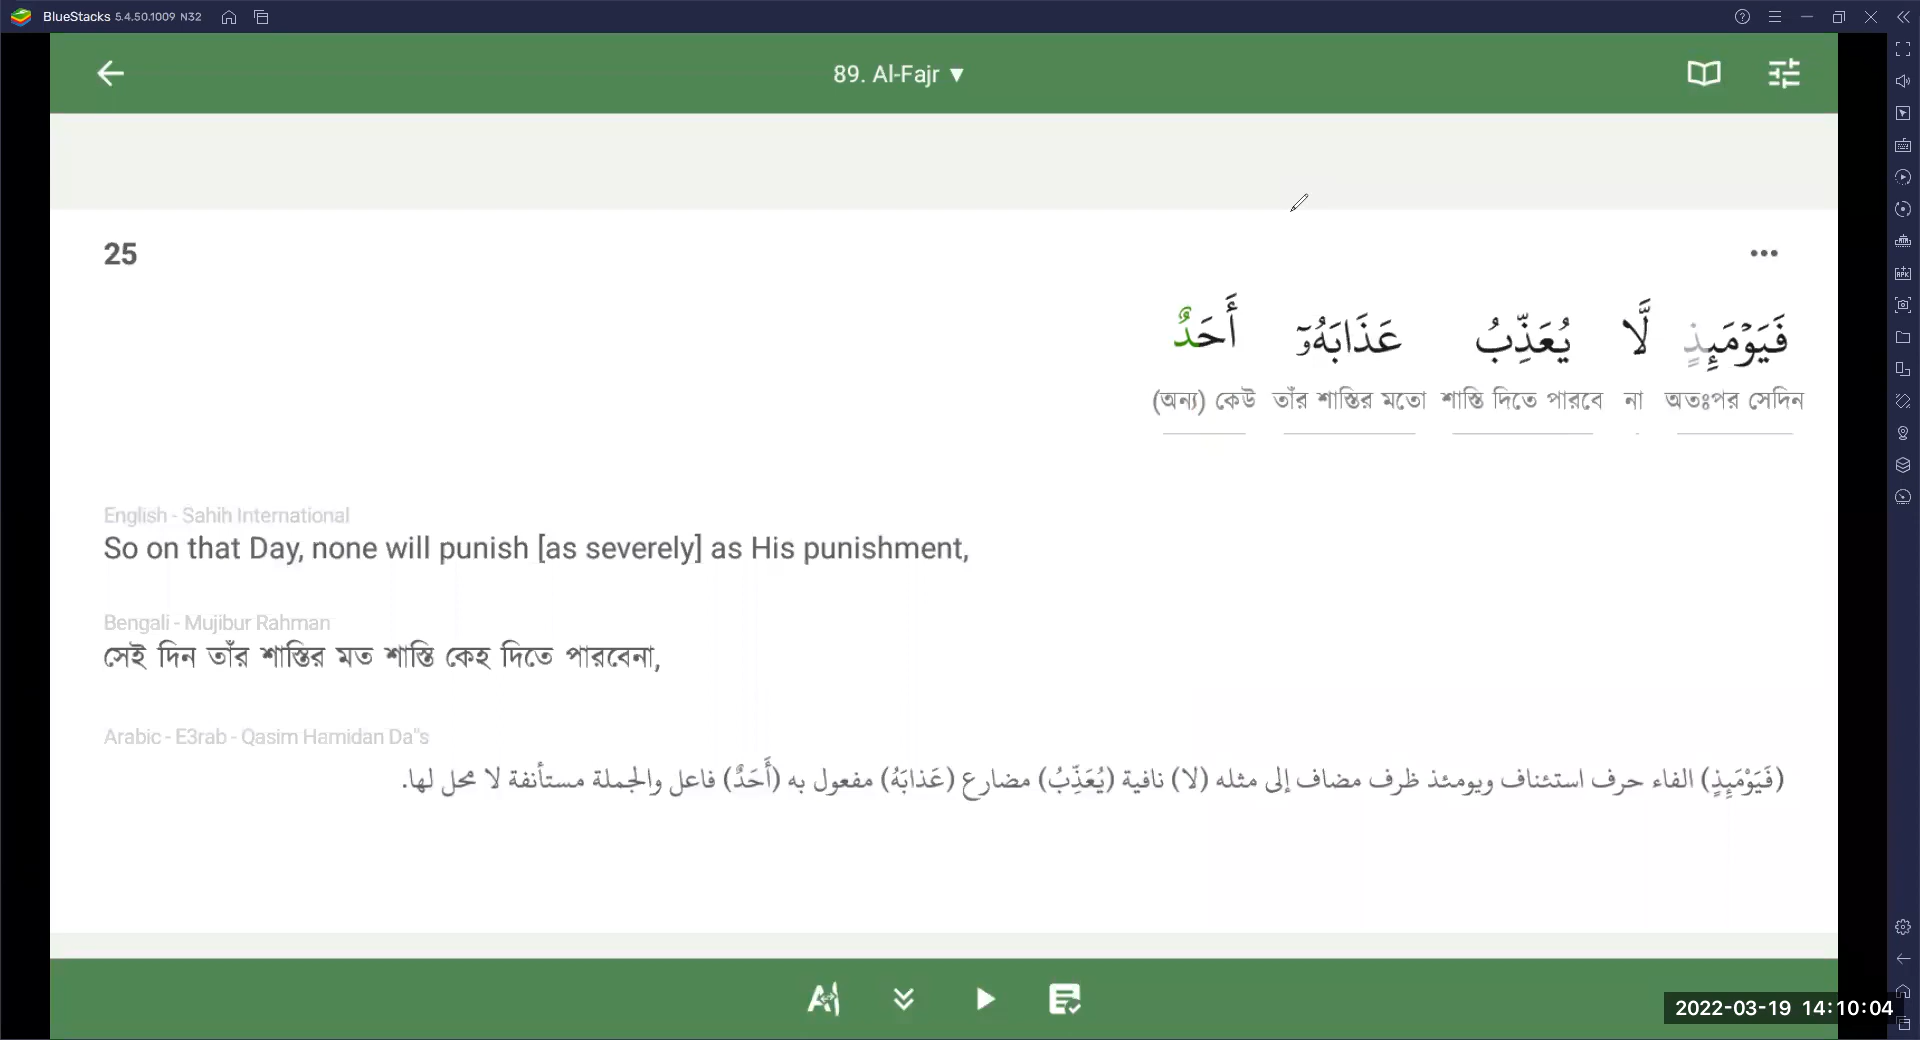 BlueStacks 5.4.50.1009 N32
89. Al-Fajr ▼
25
فَيَوْمَئِذٍ لَّا يُعَذِّبُ عَذَابَهُۥٓ أَحَدٌ
অতঃপর সেদিন না শাস্তি দিতে পারবে তাঁর শাস্তির মতো (অন্য) কেউ
English - Sahih International
So on that Day, none will punish [as severely] as His punishment,
Bengali - Mujibur Rahman
সেই দিন তাঁর শাস্তির মত শাস্তি কেহ দিতে পারবেনা,
Arabic - E3rab - Qasim Hamidan Da"s
(فَيَوْمَئِذٍ) الفاء حرف استئناف ويومئذ ظرف مضاف إلى مثله (لا) نافية (يُعَذِّبُ) مضارع (عَذابَهُ) مفعول به (أَحَدٌ) فاعل والجملة مستأنفة لا محل لها.
2022-03-19 14:10:04